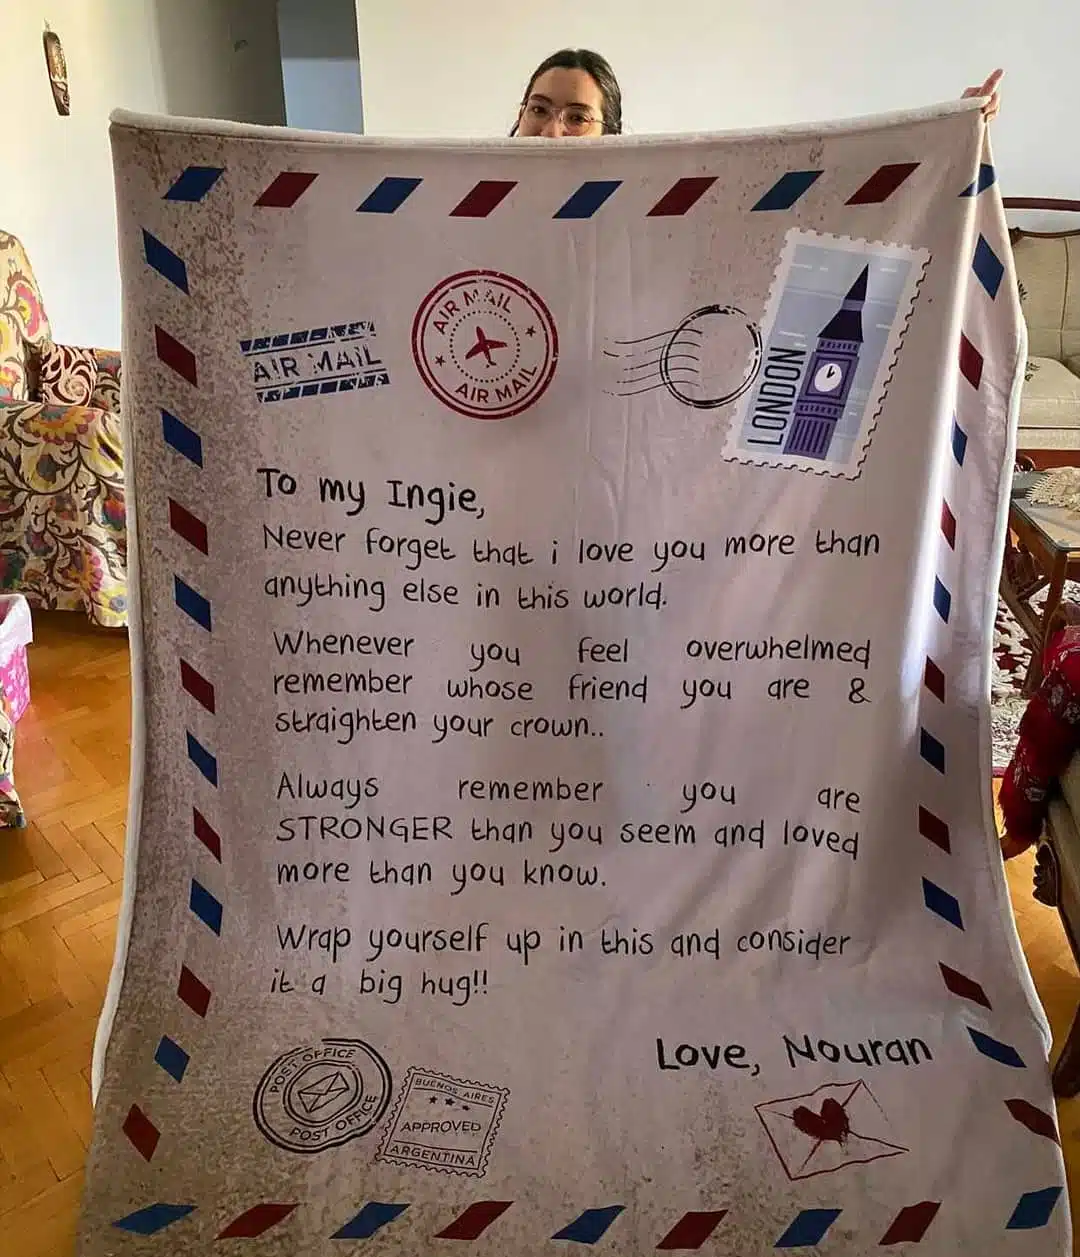 AIR MAIL
AIR MAIL
AIR MAIL
LONDON
To my Ingie,
Never forget that i love you more than
anything else in this world.
Whenever you feel overwhelmed
remember whose friend you are &
straighten your crown..
Always remember you are
STRONGER than you seem and loved
more than you know.
Wrap yourself up in this and consider
it a big hug!!
Love, Nouran
POST OFFICE
POST OFFICE
BUENOS AIRES
APPROVED
ARGENTINA